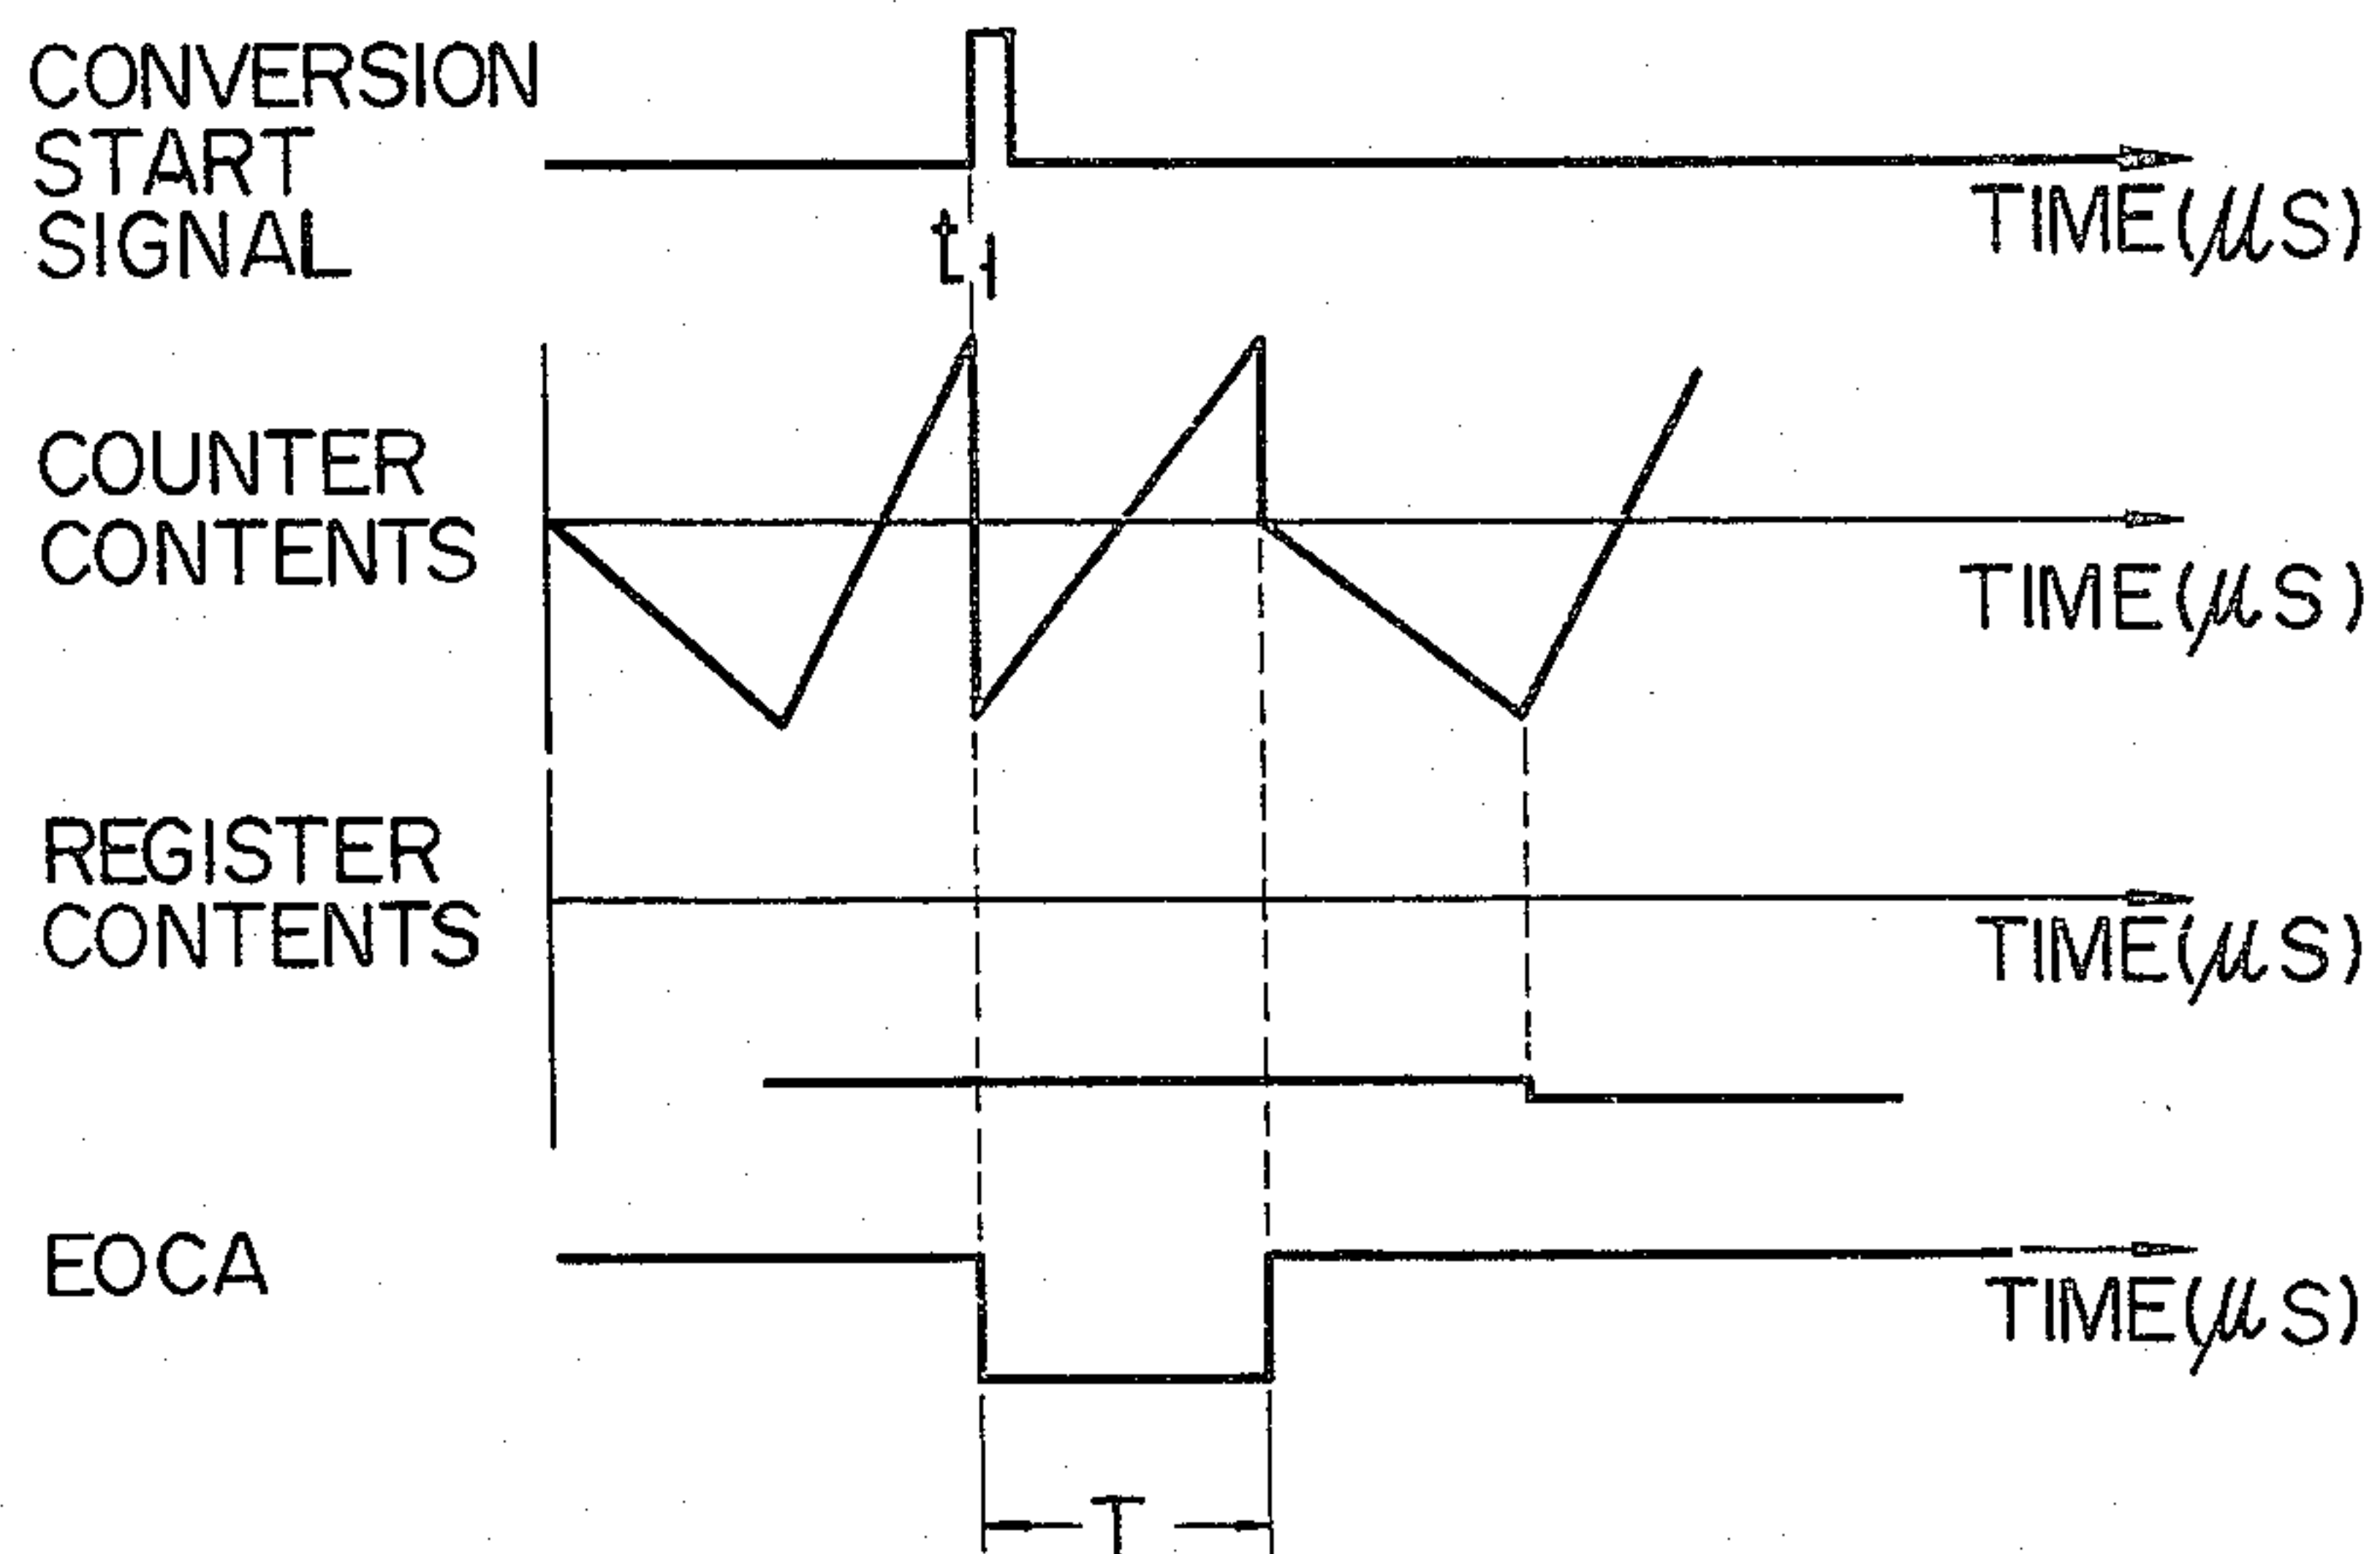 CONVERSION
START
SIGNAL
TIME(μS)
t1
COUNTER
CONTENTS
TIME(μS)
REGISTER
CONTENTS
TIME(μS)
EOCA
TIME(μS)
T